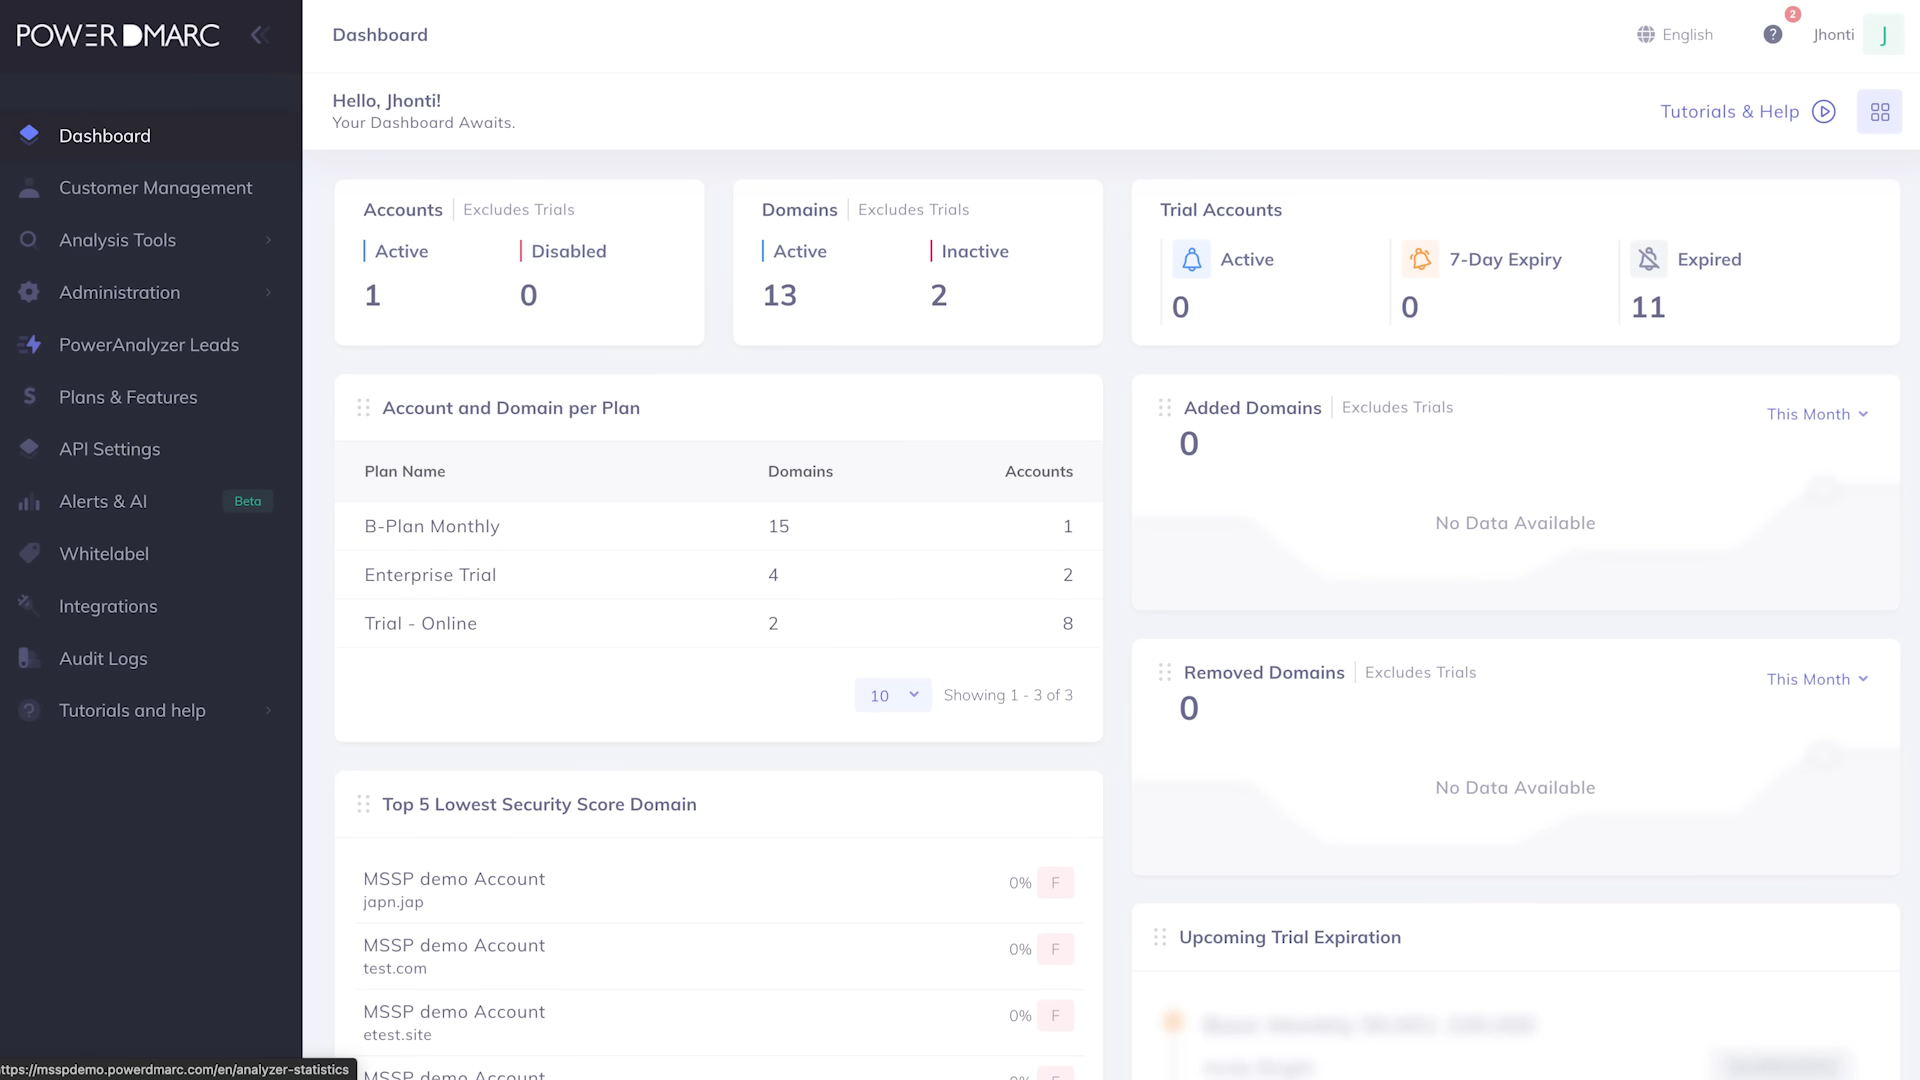 POWER DMARC
Dashboard
Customer Management
Analysis Tools
Administration
PowerAnalyzer Leads
Plans & Features
API Settings
Alerts & AI Beta
Whitelabel
Integrations
Audit Logs
Tutorials and help
ttps://msspdemo.powerdmarc.com/en/analyzer-statistics
Dashboard
English
2
Jhonti J
Hello, Jhonti!
Your Dashboard Awaits.
Tutorials & Help
Accounts Excludes Trials
Active Disabled
1 0
Domains Excludes Trials
Active Inactive
13 2
Trial Accounts
Active 7-Day Expiry Expired
0 0 11
Account and Domain per Plan
Plan Name Domains Accounts
B-Plan Monthly 15 1
Enterprise Trial 4 2
Trial - Online 2 8
10 Showing 1 - 3 of 3
Added Domains Excludes Trials
This Month
0
No Data Available
Removed Domains Excludes Trials
This Month
0
No Data Available
Top 5 Lowest Security Score Domain
MSSP demo Account
japn.jap
0% F
MSSP demo Account
test.com
0% F
MSSP demo Account
etest.site
0% F
MSSP demo Account
0%
Upcoming Trial Expiration